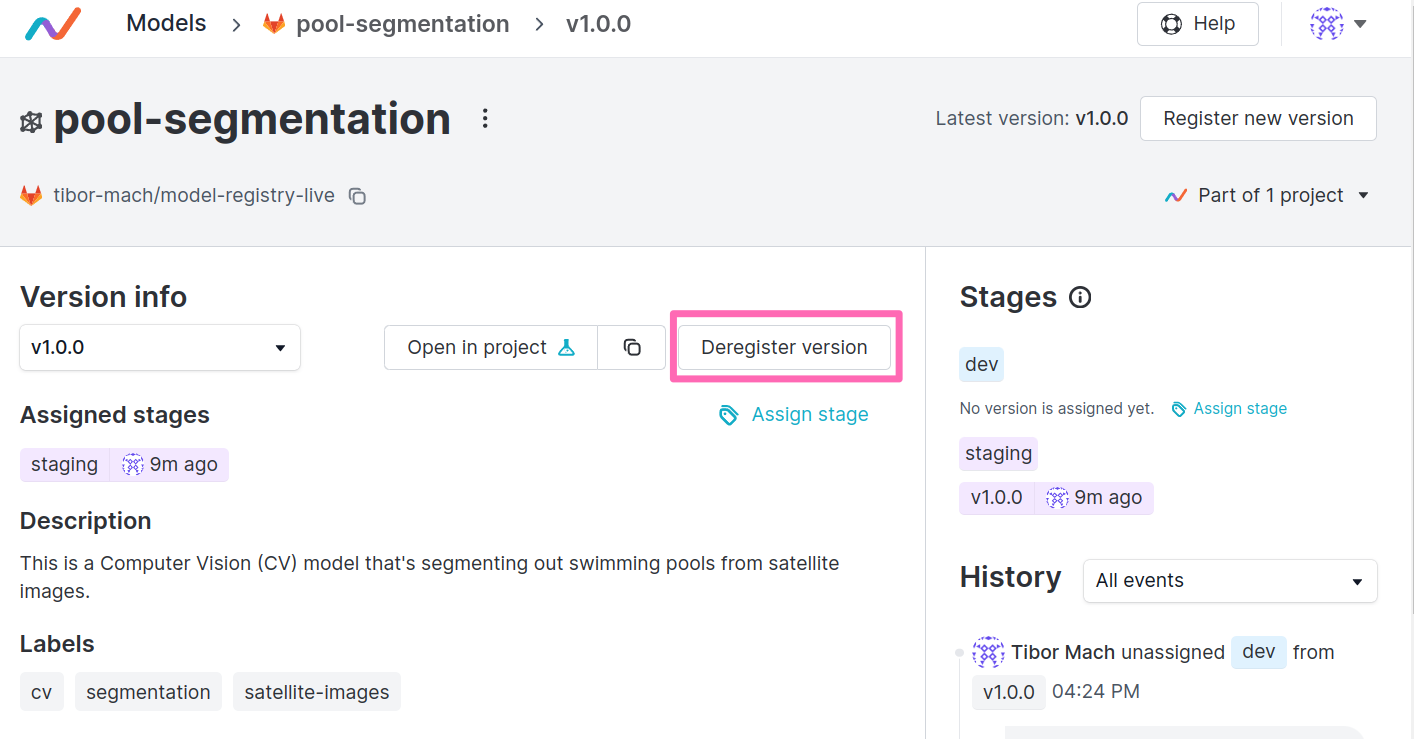 Models > pool-segmentation > v1.0.0
Help
pool-segmentation
Latest version: v1.0.0
Register new version
tibor-mach/model-registry-live
Part of 1 project
Version info
v1.0.0
Open in project
Deregister version
Assigned stages
Assign stage
staging
9m ago
Description
This is a Computer Vision (CV) model that's segmenting out swimming pools from satellite
images.
Labels
cv
segmentation
satellite-images
Stages
dev
No version is assigned yet.
Assign stage
staging
v1.0.0
9m ago
History
All events
Tibor Mach unassigned dev from
v1.0.0 04:24 PM